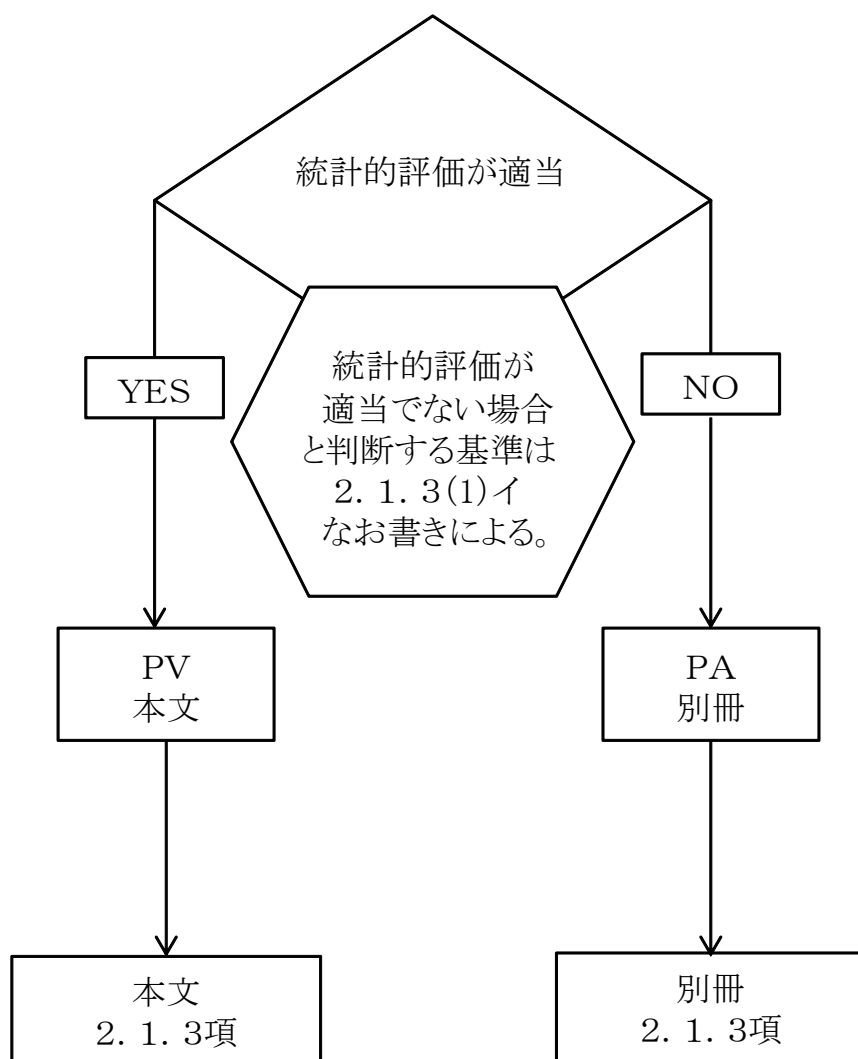 統計的評価が適当
統計的評価が
適当でない場合
と判断する基準は
２．１．３(１)イ
なお書きによる。
YES
NO
PV
本文
PA
別冊
本文
２．１．３項
別冊
２．１．３項